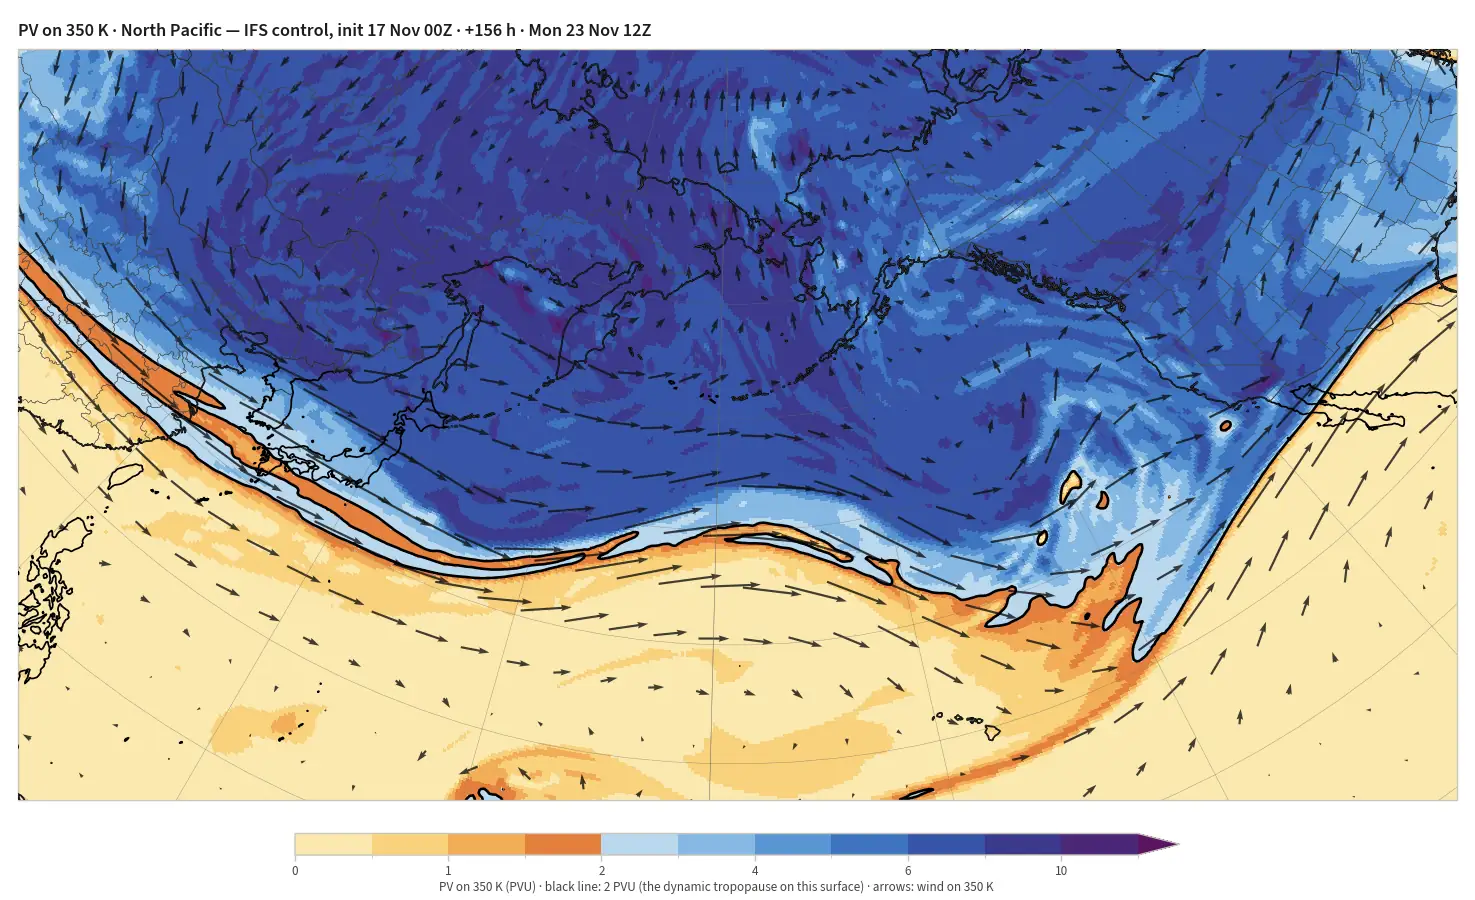 PV on 350 K · North Pacific — IFS control, init 17 Nov 00Z · +156 h · Mon 23 Nov 12Z
0 1 2 4 6 10
PV on 350 K (PVU) · black line: 2 PVU (the dynamic tropopause on this surface) · arrows: wind on 350 K